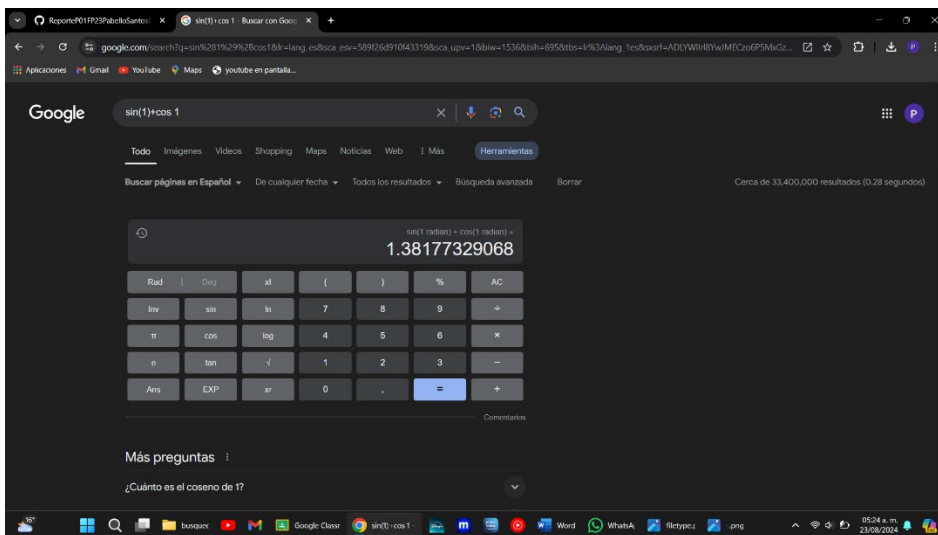 ReporteP01FP23PabelloSantos
sin(1)+cos 1 - Buscar con Goog
google.com/search?q=sin%281%29%2Bcos1&dr=lang_es&sca_esv=589f26d910f43319&sca_upv=1&biw=1536&bih=695&tbs=lr%3Alang_1es&sxsrf=
Aplicaciones Gmail YouTube Maps youtube en pantalla...
Google
sin(1)+cos 1
P
Todo Imágenes Videos Shopping Maps Noticias Web Más Herramientas
Buscar páginas en Español De cualquier fecha Todos los resultados Búsqueda avanzada Borrar Cerca de 33,400,000 resultados (0.28 segundos)
sin(1 radian) + cos(1 radian) =
1.38177329068
Rad | Deg x! ( ) % AC
Inv sin ln 7 8 9 ÷
π cos log 4 5 6 ×
e tan √ 1 2 3 −
Ans EXP xʸ 0 . = +
Comentarios
Más preguntas
¿Cuánto es el coseno de 1?
16° busquec Google Classr sin(1)+cos 1 - m Word WhatsA filetype:p .png 05:24 a. m.
23/08/2024